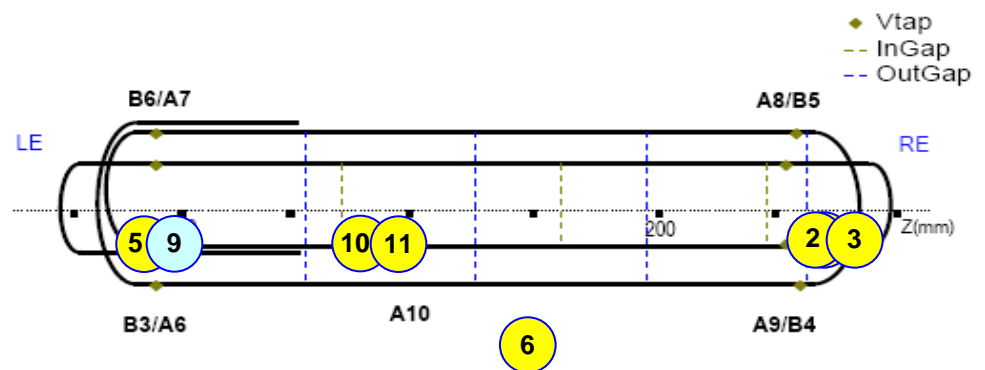 Vtap
InGap
OutGap
B6/A7
A8/B5
LE
RE
200
Z(mm)
5
9
10
11
2
3
B3/A6
A10
A9/B4
6